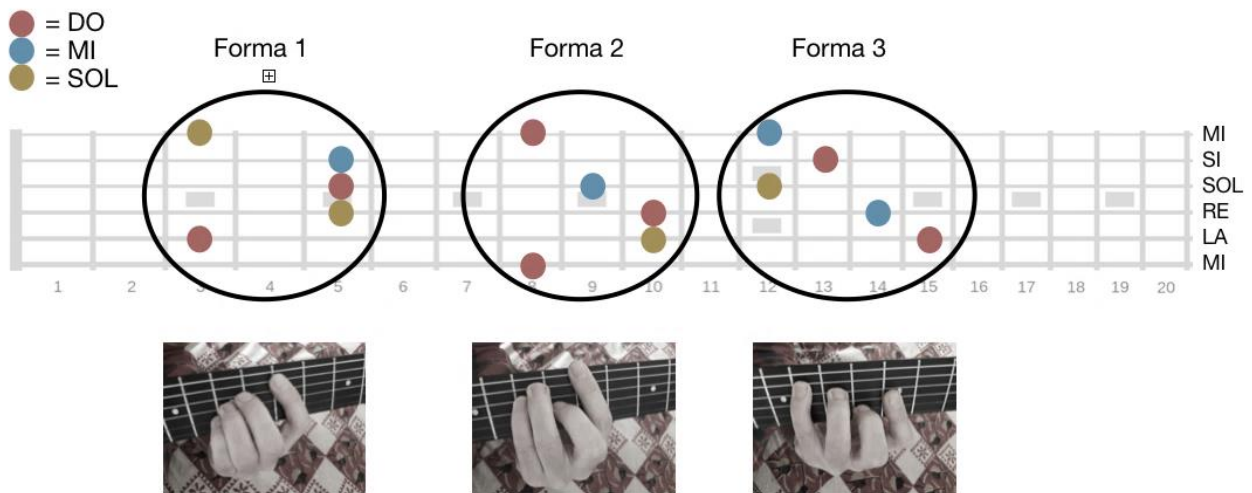 = DO
= MI
= SOL
Forma 1
Forma 2
Forma 3
MI
SI
SOL
RE
LA
MI
1 2 3 4 5 6 7 8 9 10 11 12 13 14 15 16 17 18 19 20